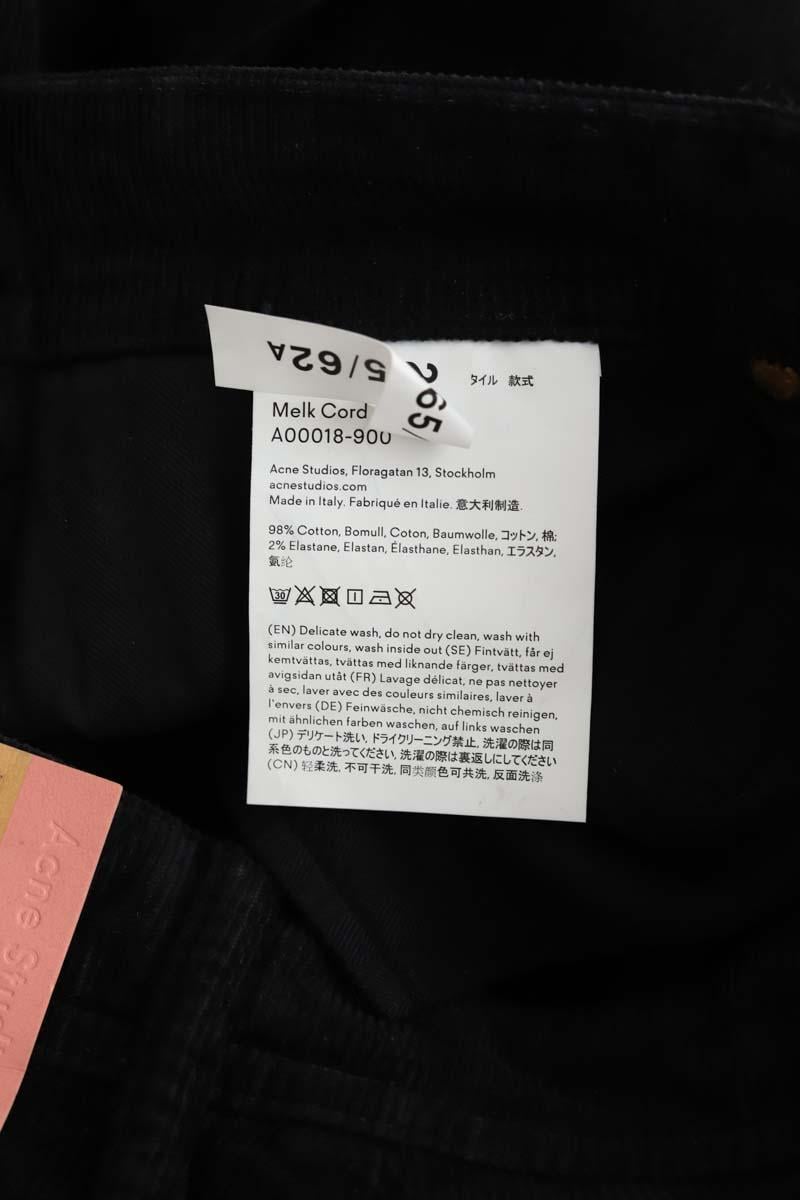 5/62A
265/
タイル 款式
Melk Cord
A00018-900
Acne Studios, Floragatan 13, Stockholm
acnestudios.com
Made in Italy. Fabriqué en Italie. 意大利制造.
98% Cotton, Bomull, Coton, Baumwolle, コットン, 棉;
2% Elastane, Elastan, Élasthane, Elasthan, エラスタン,
氨纶
30
(EN) Delicate wash, do not dry clean, wash with
similar colours, wash inside out (SE) Fintvätt, får ej
kemtvättas, tvättas med liknande färger, tvättas med
avigsidan utåt (FR) Lavage délicat, ne pas nettoyer
à sec, laver avec des couleurs similaires, laver à
l'envers (DE) Feinwäsche, nicht chemisch reinigen,
mit ähnlichen farben waschen, auf links waschen
(JP) デリケート洗い, ドライクリーニング禁止, 洗濯の際は同
系色のものと洗ってください, 洗濯の際は裏返しにしてください
(CN) 轻柔洗, 不可干洗, 同类颜色可共洗, 反面洗涤
Acne Studi